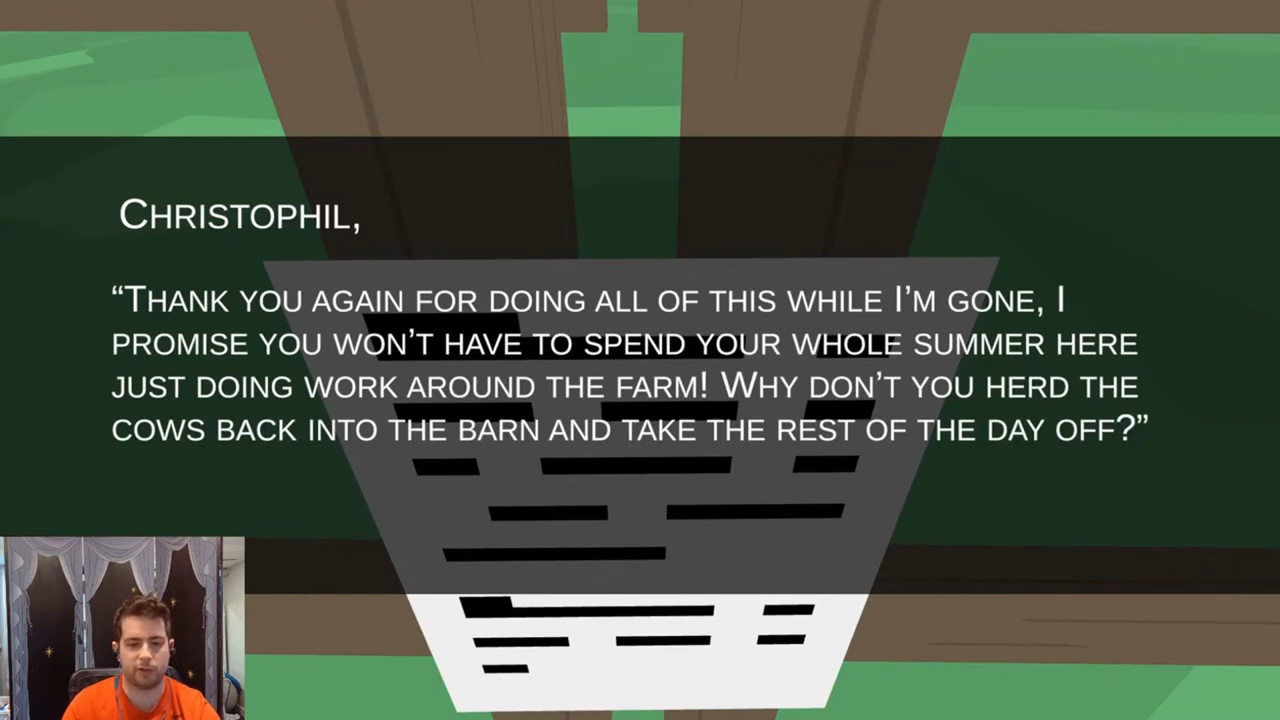 Christophil,
“Thank you again for doing all of this while I’m gone, I
promise you won’t have to spend your whole summer here
just doing work around the farm! Why don’t you herd the
cows back into the barn and take the rest of the day off?”